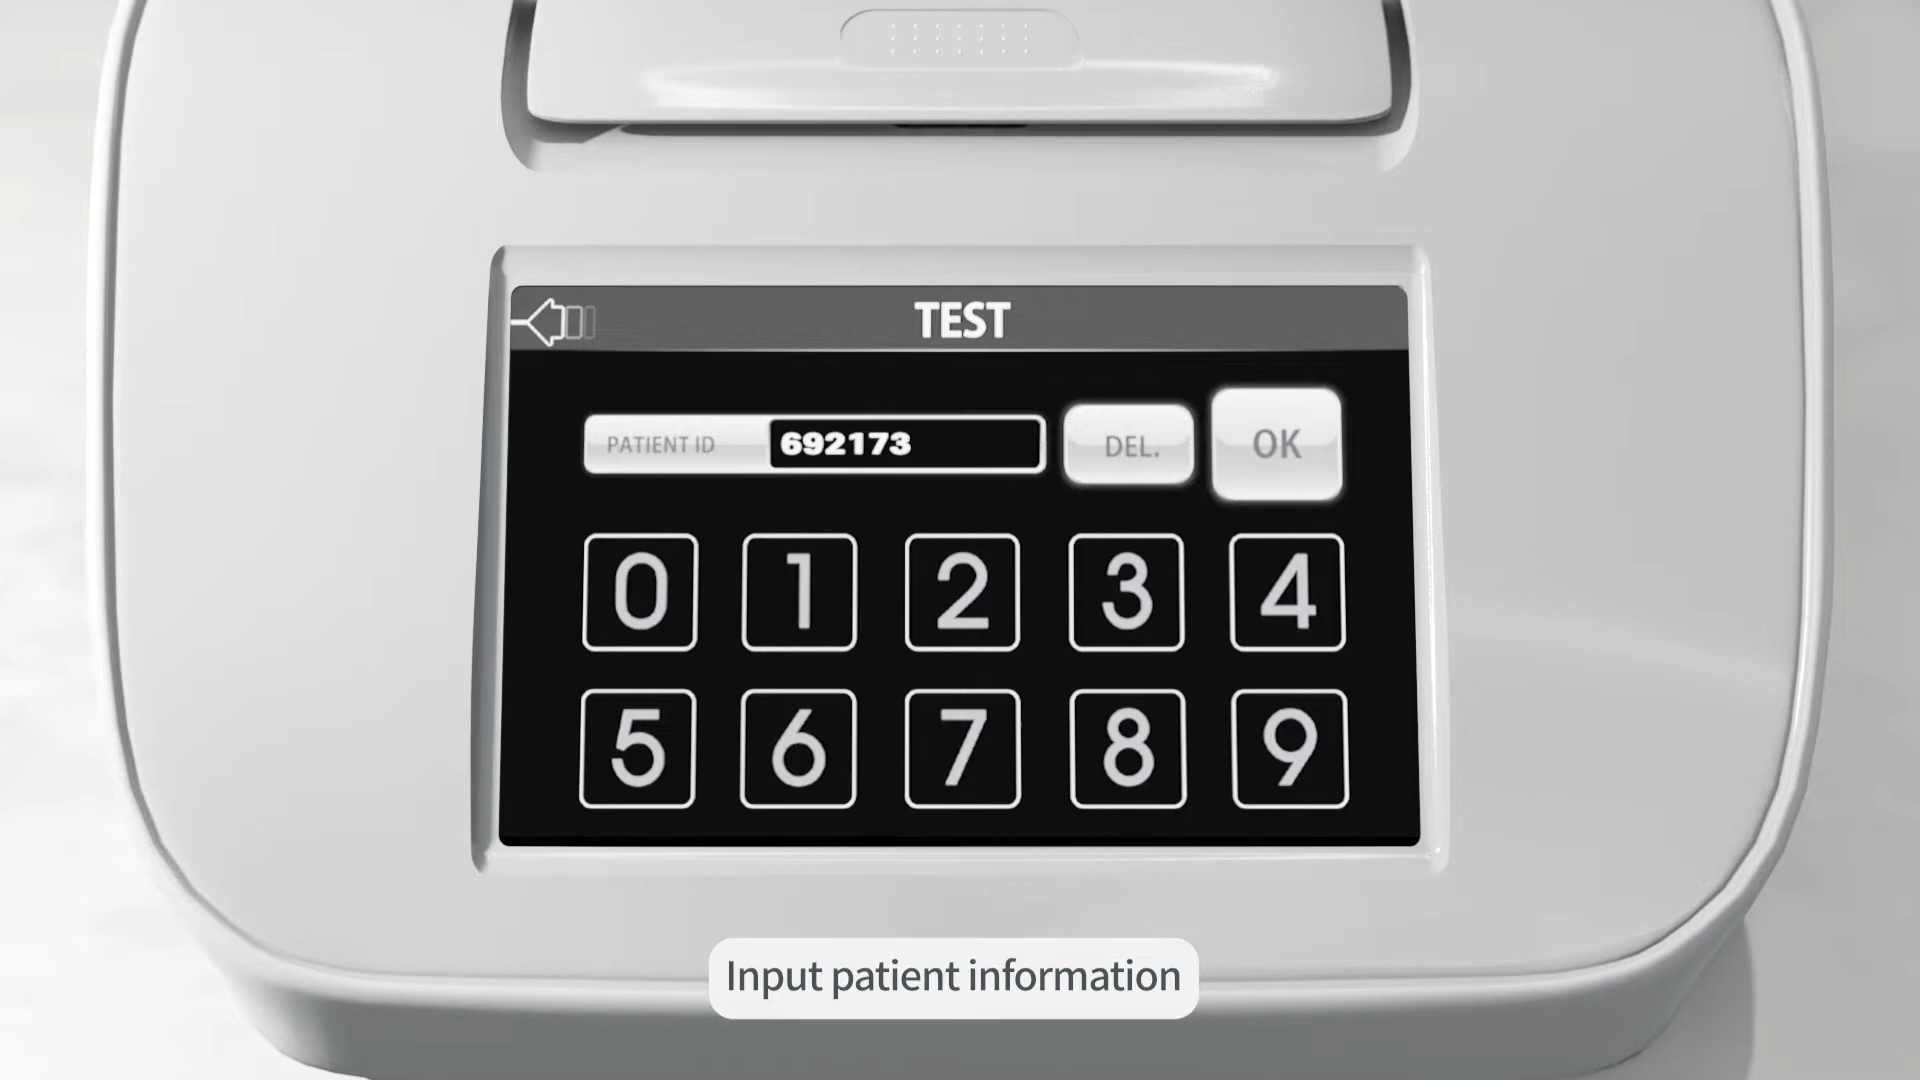 TEST
PATIENT ID 692173 DEL. OK
0 1 2 3 4
5 6 7 8 9
Input patient information